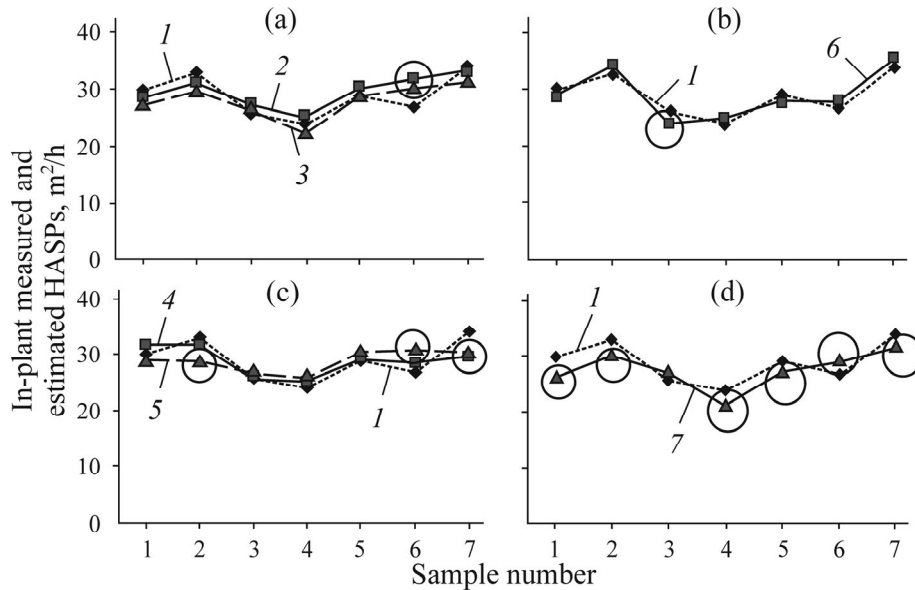 (a)
(b)
40
30
20
10
0
1
2
3
1
6
(c)
(d)
40
30
20
10
0
4
5
1
1
7
1 2 3 4 5 6 7
1 2 3 4 5 6 7
Sample number
In-plant measured and
estimated HASPs, m²/h